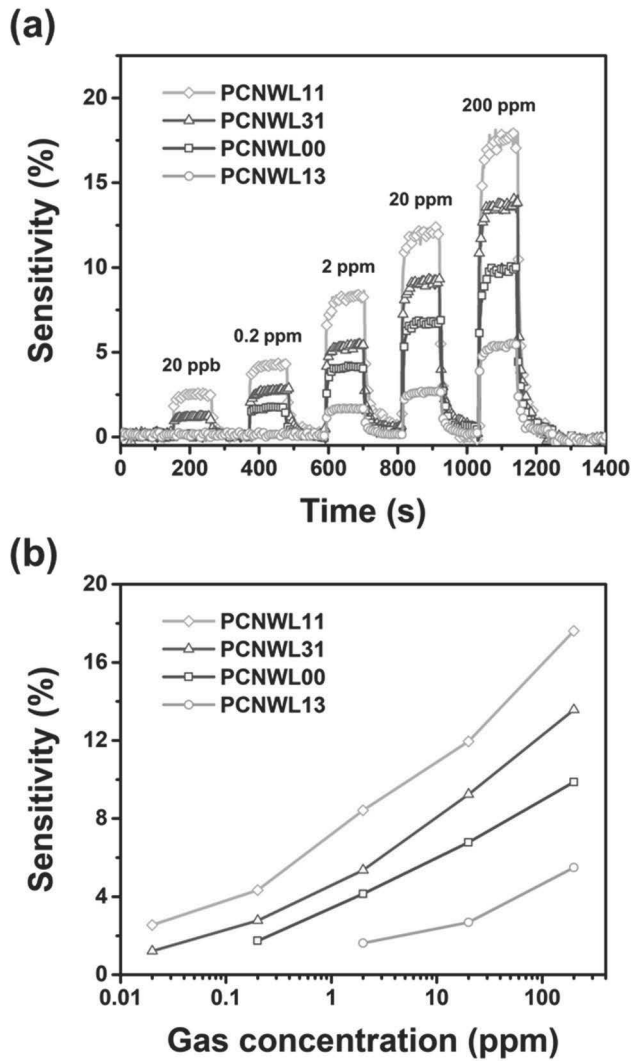 (a)
Sensitivity (%)
20
15
10
5
0
PCNWL11
PCNWL31
PCNWL00
PCNWL13
20 ppb
0.2 ppm
2 ppm
20 ppm
200 ppm
0 200 400 600 800 1000 1200 1400
Time (s)
(b)
Sensitivity (%)
20
16
12
8
4
0
PCNWL11
PCNWL31
PCNWL00
PCNWL13
0.01 0.1 1 10 100
Gas concentration (ppm)